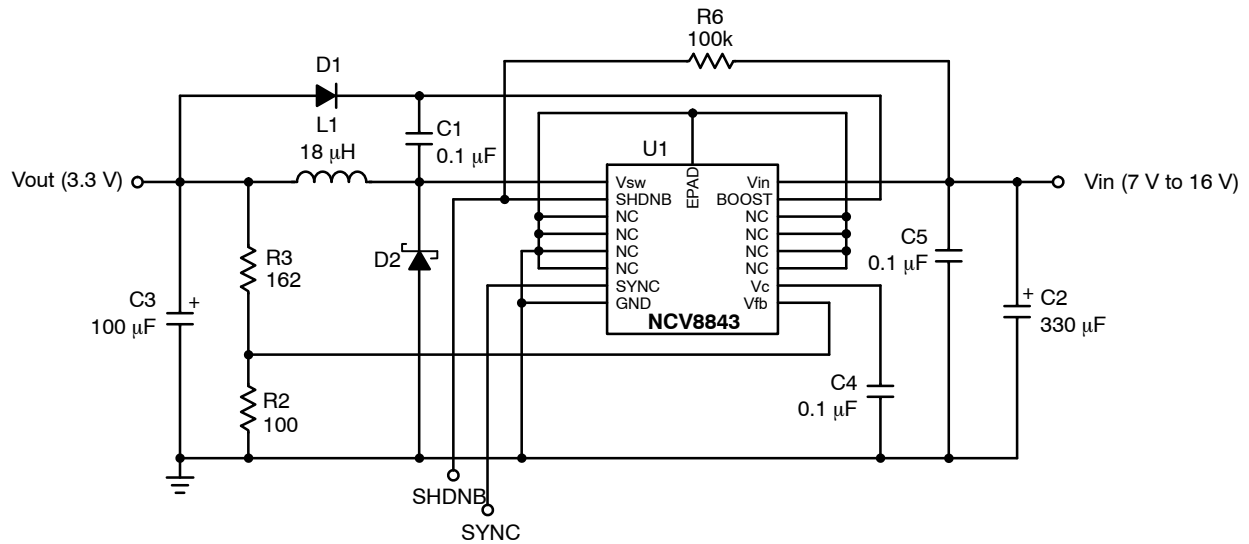 R6
100k
D1
L1
18 μH
C1
0.1 μF
U1
Vout (3.3 V)
Vin (7 V to 16 V)
Vsw
SHDNB
NC
NC
NC
NC
SYNC
GND
EPAD
Vin
BOOST
NC
NC
NC
NC
Vc
Vfb
NCV8843
R3
162
D2
C3
+
100 μF
C5
0.1 μF
+
C2
330 μF
R2
100
C4
0.1 μF
SHDNB
SYNC